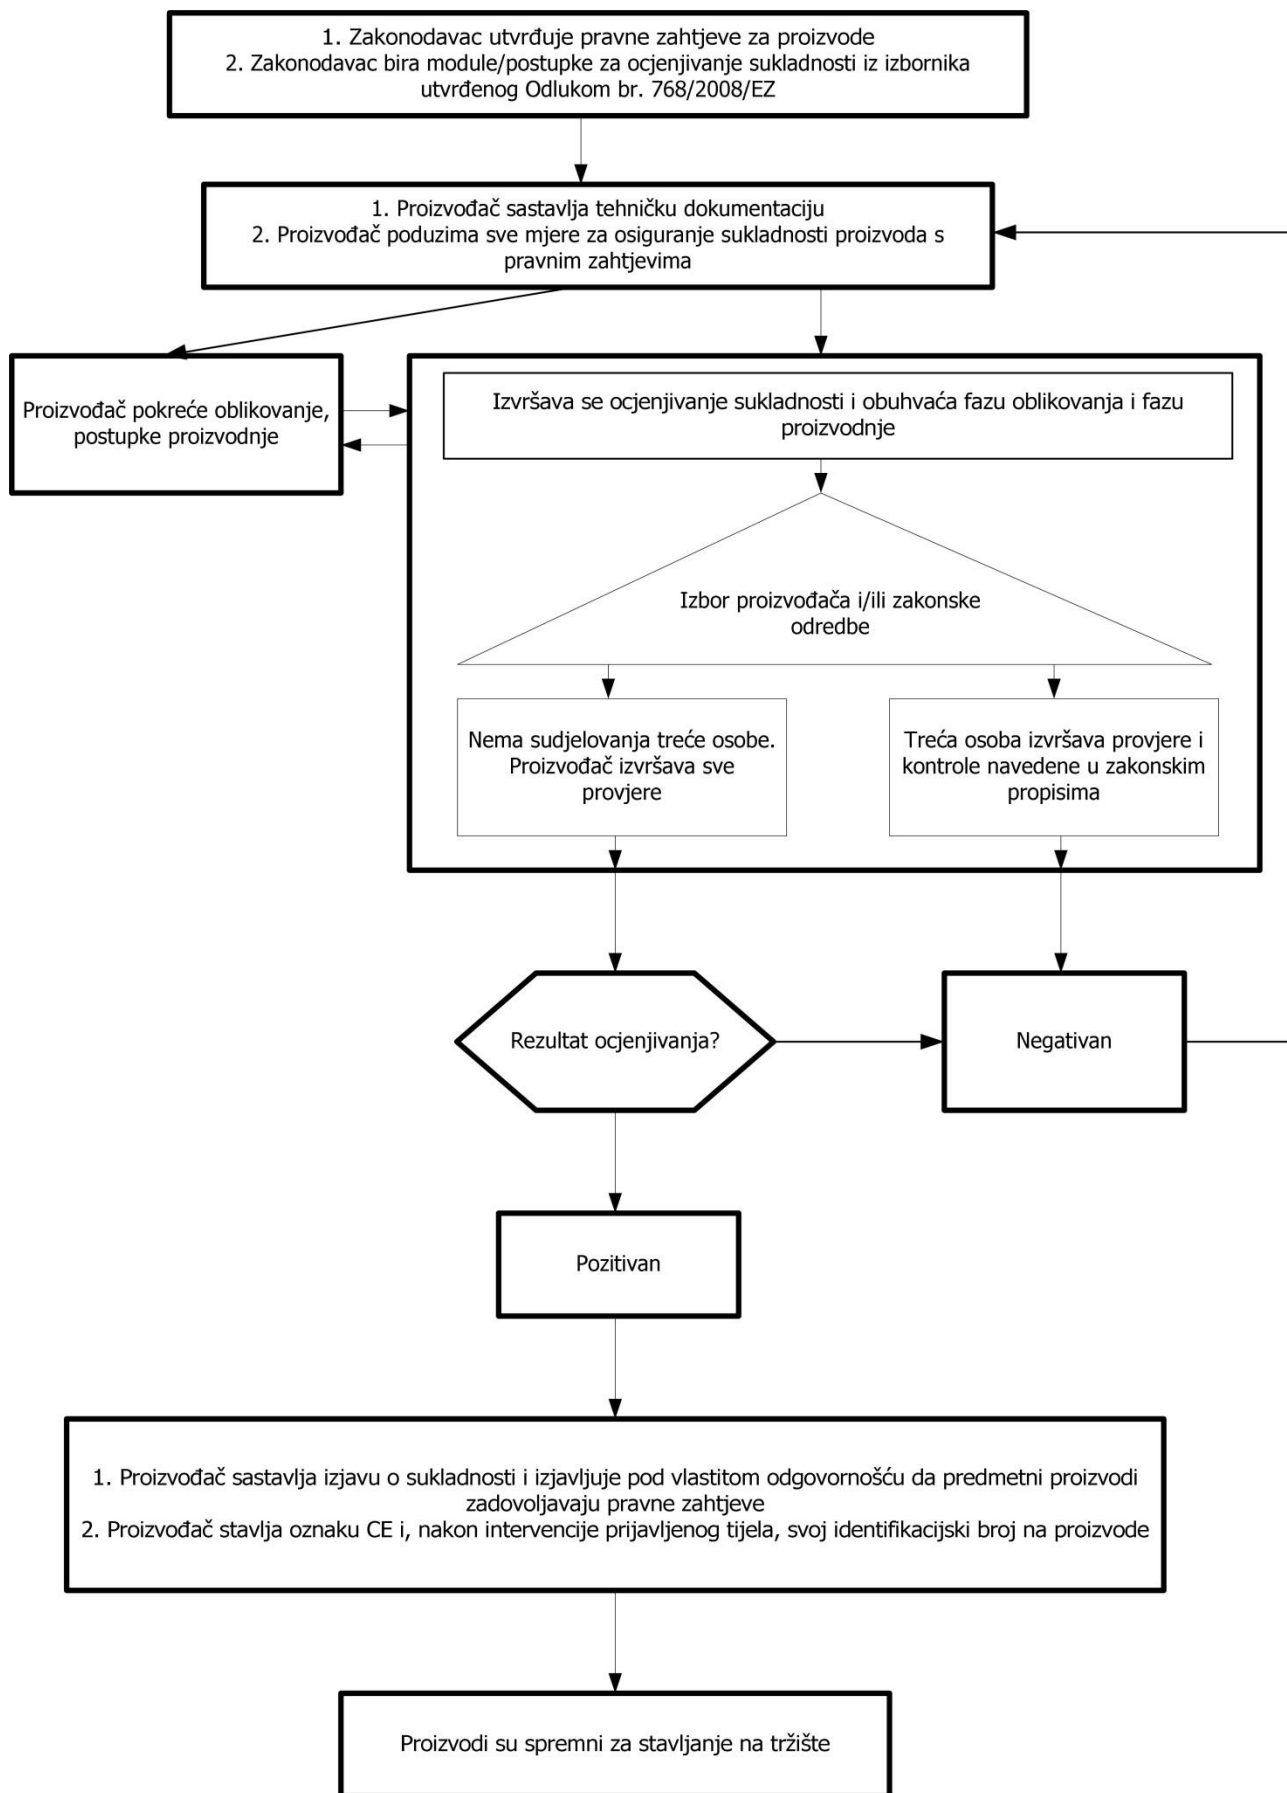 1. Zakonodavac utvrđuje pravne zahtjeve za proizvode
2. Zakonodavac bira module/postupke za ocjenjivanje sukladnosti iz izbornika
utvrđenog Odlukom br. 768/2008/EZ
1. Proizvođač sastavlja tehničku dokumentaciju
2. Proizvođač poduzima sve mjere za osiguranje sukladnosti proizvoda s
pravnim zahtjevima
Proizvođač pokreće oblikovanje,
postupke proizvodnje
Izvršava se ocjenjivanje sukladnosti i obuhvaća fazu oblikovanja i fazu
proizvodnje
Izbor proizvođača i/ili zakonske
odredbe
Nema sudjelovanja treće osobe.
Proizvođač izvršava sve
provjere
Treća osoba izvršava provjere i
kontrole navedene u zakonskim
propisima
Rezultat ocjenjivanja?
Negativan
Pozitivan
1. Proizvođač sastavlja izjavu o sukladnosti i izjavljuje pod vlastitom odgovornošću da predmetni proizvodi
zadovoljavaju pravne zahtjeve
2. Proizvođač stavlja oznaku CE i, nakon intervencije prijavljenog tijela, svoj identifikacijski broj na proizvode
Proizvodi su spremni za stavljanje na tržište